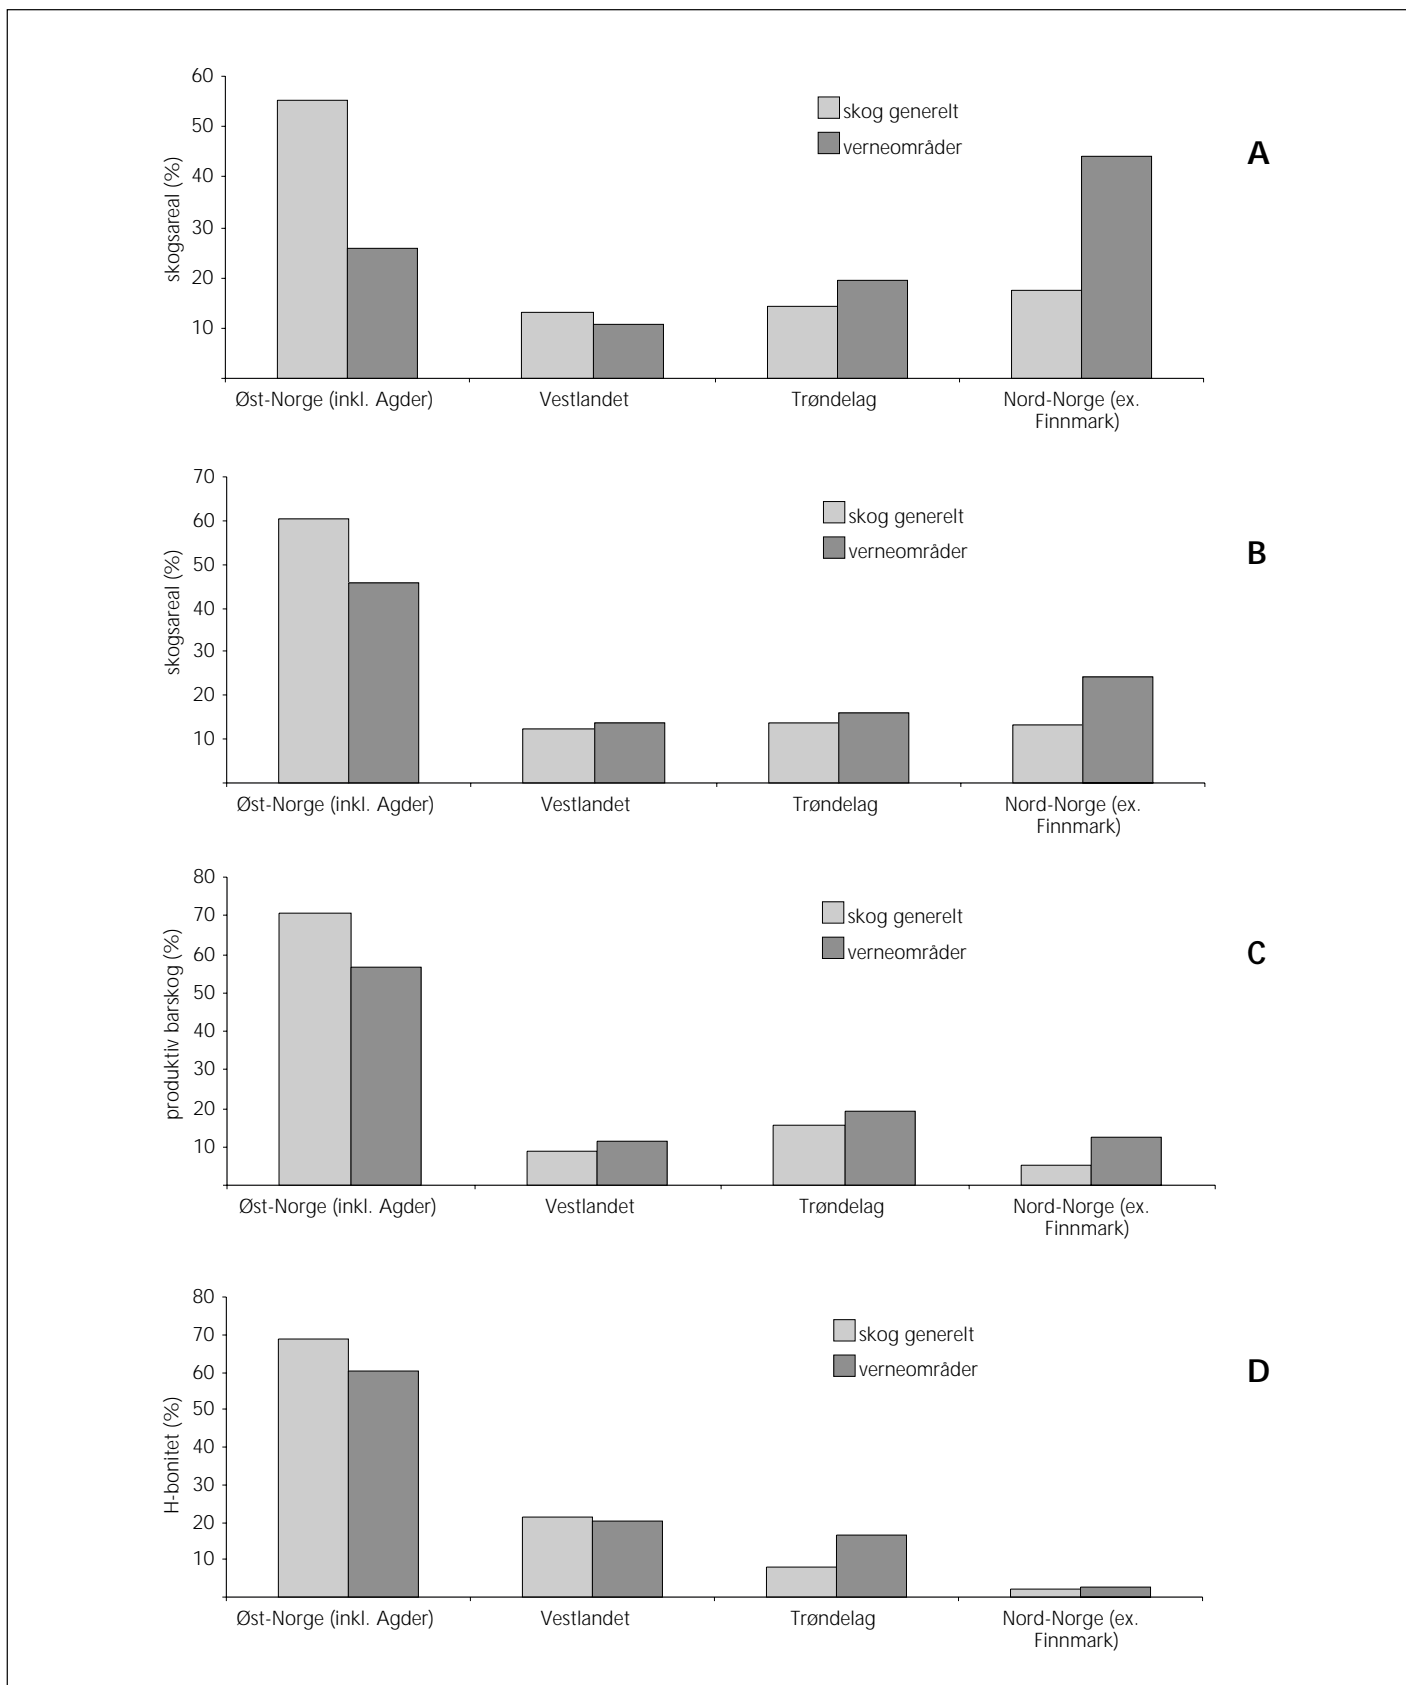 60
50
40
30
20
10
skogsareal (%)
skog generelt
verneområder
A
Øst-Norge (inkl. Agder)
Vestlandet
Trøndelag
Nord-Norge (ex.
Finnmark)
70
60
50
40
30
20
10
skogsareal (%)
skog generelt
verneområder
B
Øst-Norge (inkl. Agder)
Vestlandet
Trøndelag
Nord-Norge (ex.
Finnmark)
80
70
60
50
40
30
20
10
produktiv barskog (%)
skog generelt
verneområder
C
Øst-Norge (inkl. Agder)
Vestlandet
Trøndelag
Nord-Norge (ex.
Finnmark)
80
70
60
50
40
30
20
10
H-bonitet (%)
skog generelt
verneområder
D
Øst-Norge (inkl. Agder)
Vestlandet
Trøndelag
Nord-Norge (ex.
Finnmark)